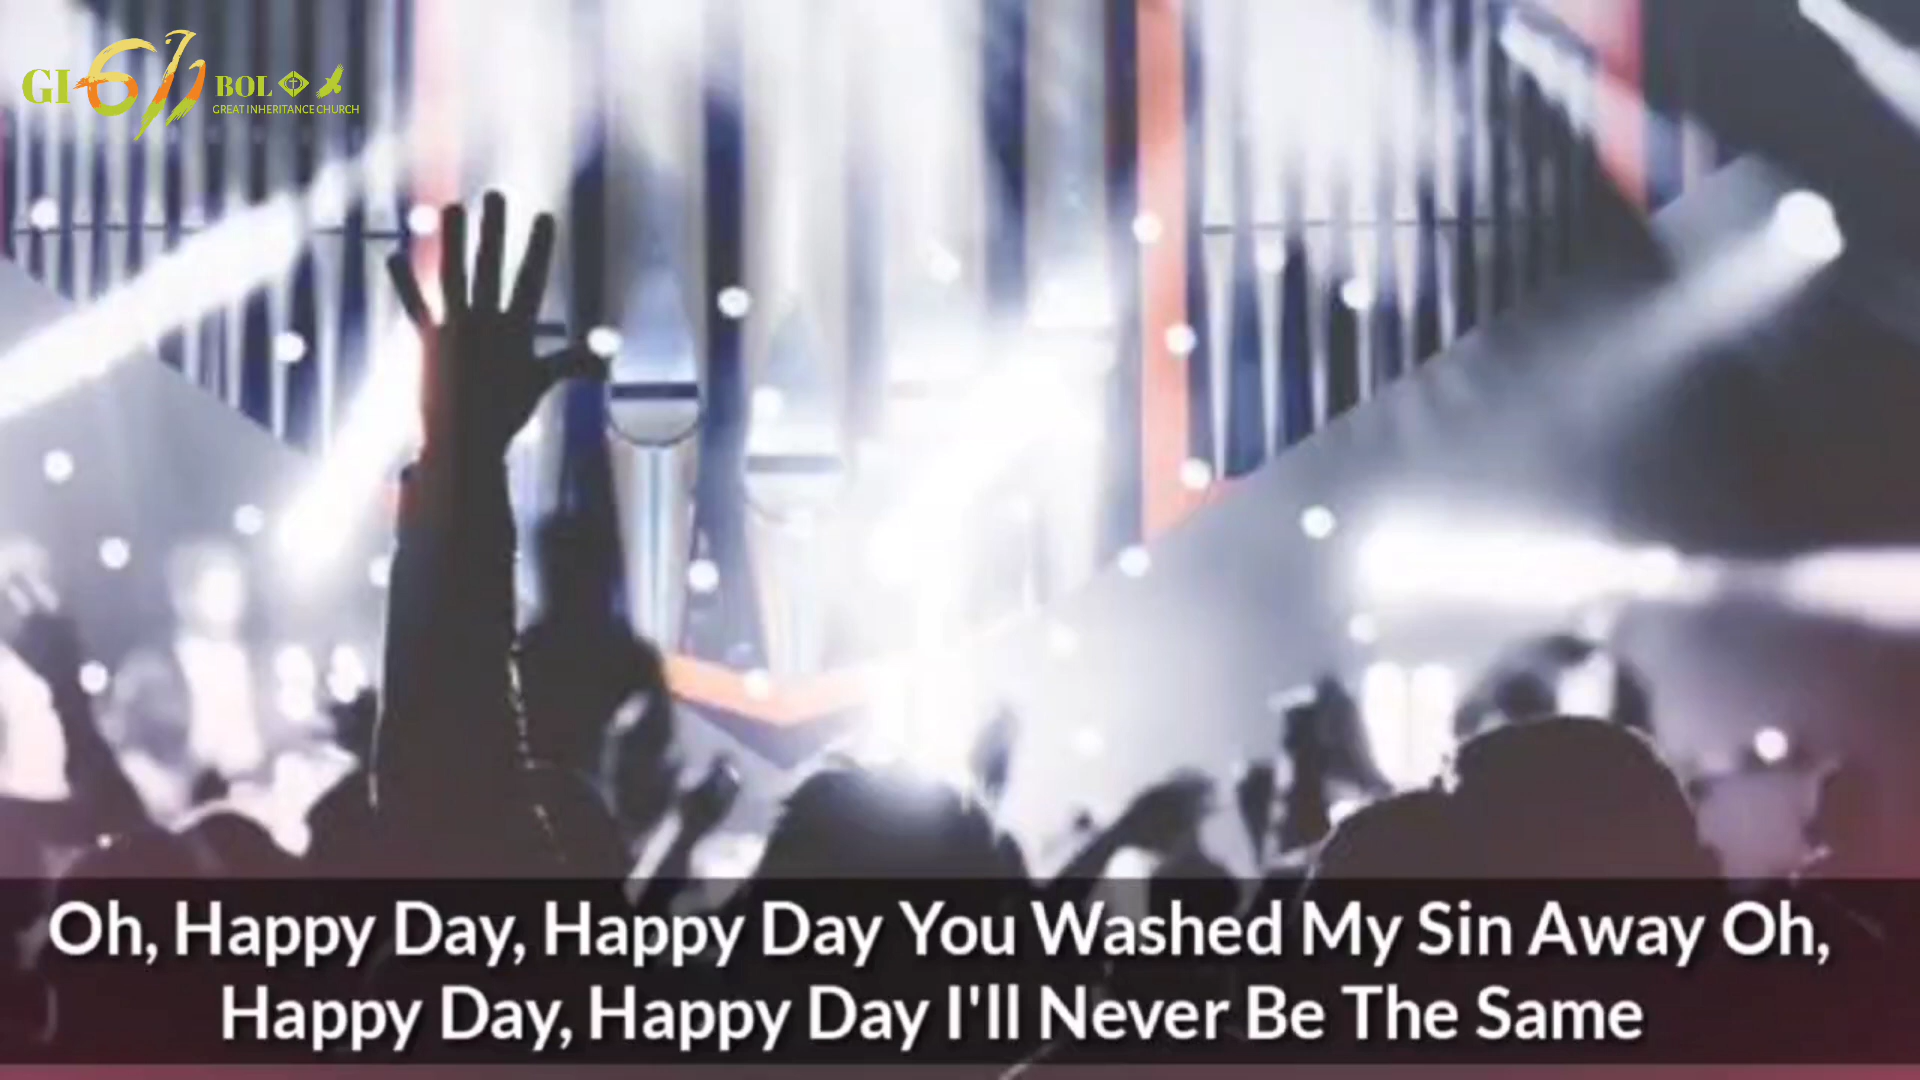 GI 611 BOL
GREAT INHERITANCE CHURCH
Oh, Happy Day, Happy Day You Washed My Sin Away Oh,
Happy Day, Happy Day I'll Never Be The Same